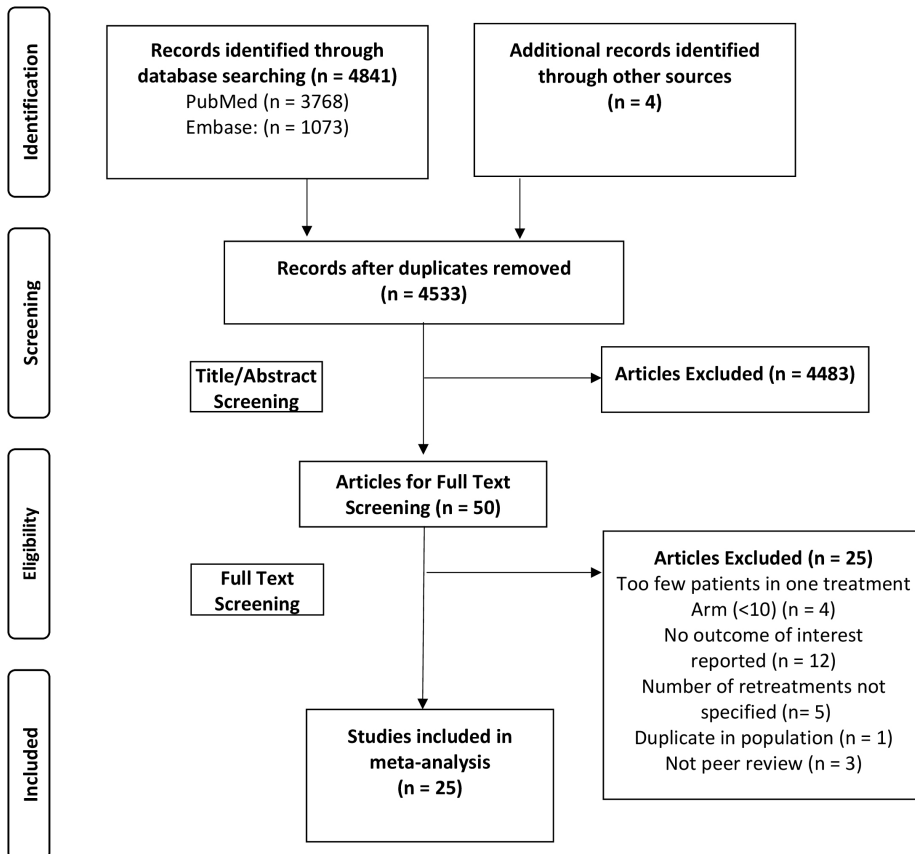 Identification
Records identified through
database searching (n = 4841)
PubMed (n = 3768)
Embase: (n = 1073)
Additional records identified
through other sources
(n = 4)
Screening
Records after duplicates removed
(n = 4533)
Title/Abstract
Screening
Articles Excluded (n = 4483)
Eligibility
Articles for Full Text
Screening (n = 50)
Full Text
Screening
Articles Excluded (n = 25)
Too few patients in one treatment
Arm (<10) (n = 4)
No outcome of interest
reported (n = 12)
Number of retreatments not
specified (n= 5)
Duplicate in population (n = 1)
Not peer review (n = 3)
Included
Studies included in
meta-analysis
(n = 25)